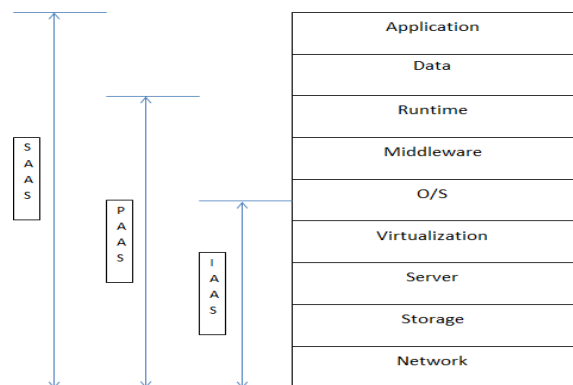 Application
Data
Runtime
Middleware
O/S
Virtualization
Server
Storage
Network
S
A
A
S
P
A
A
S
I
A
A
S